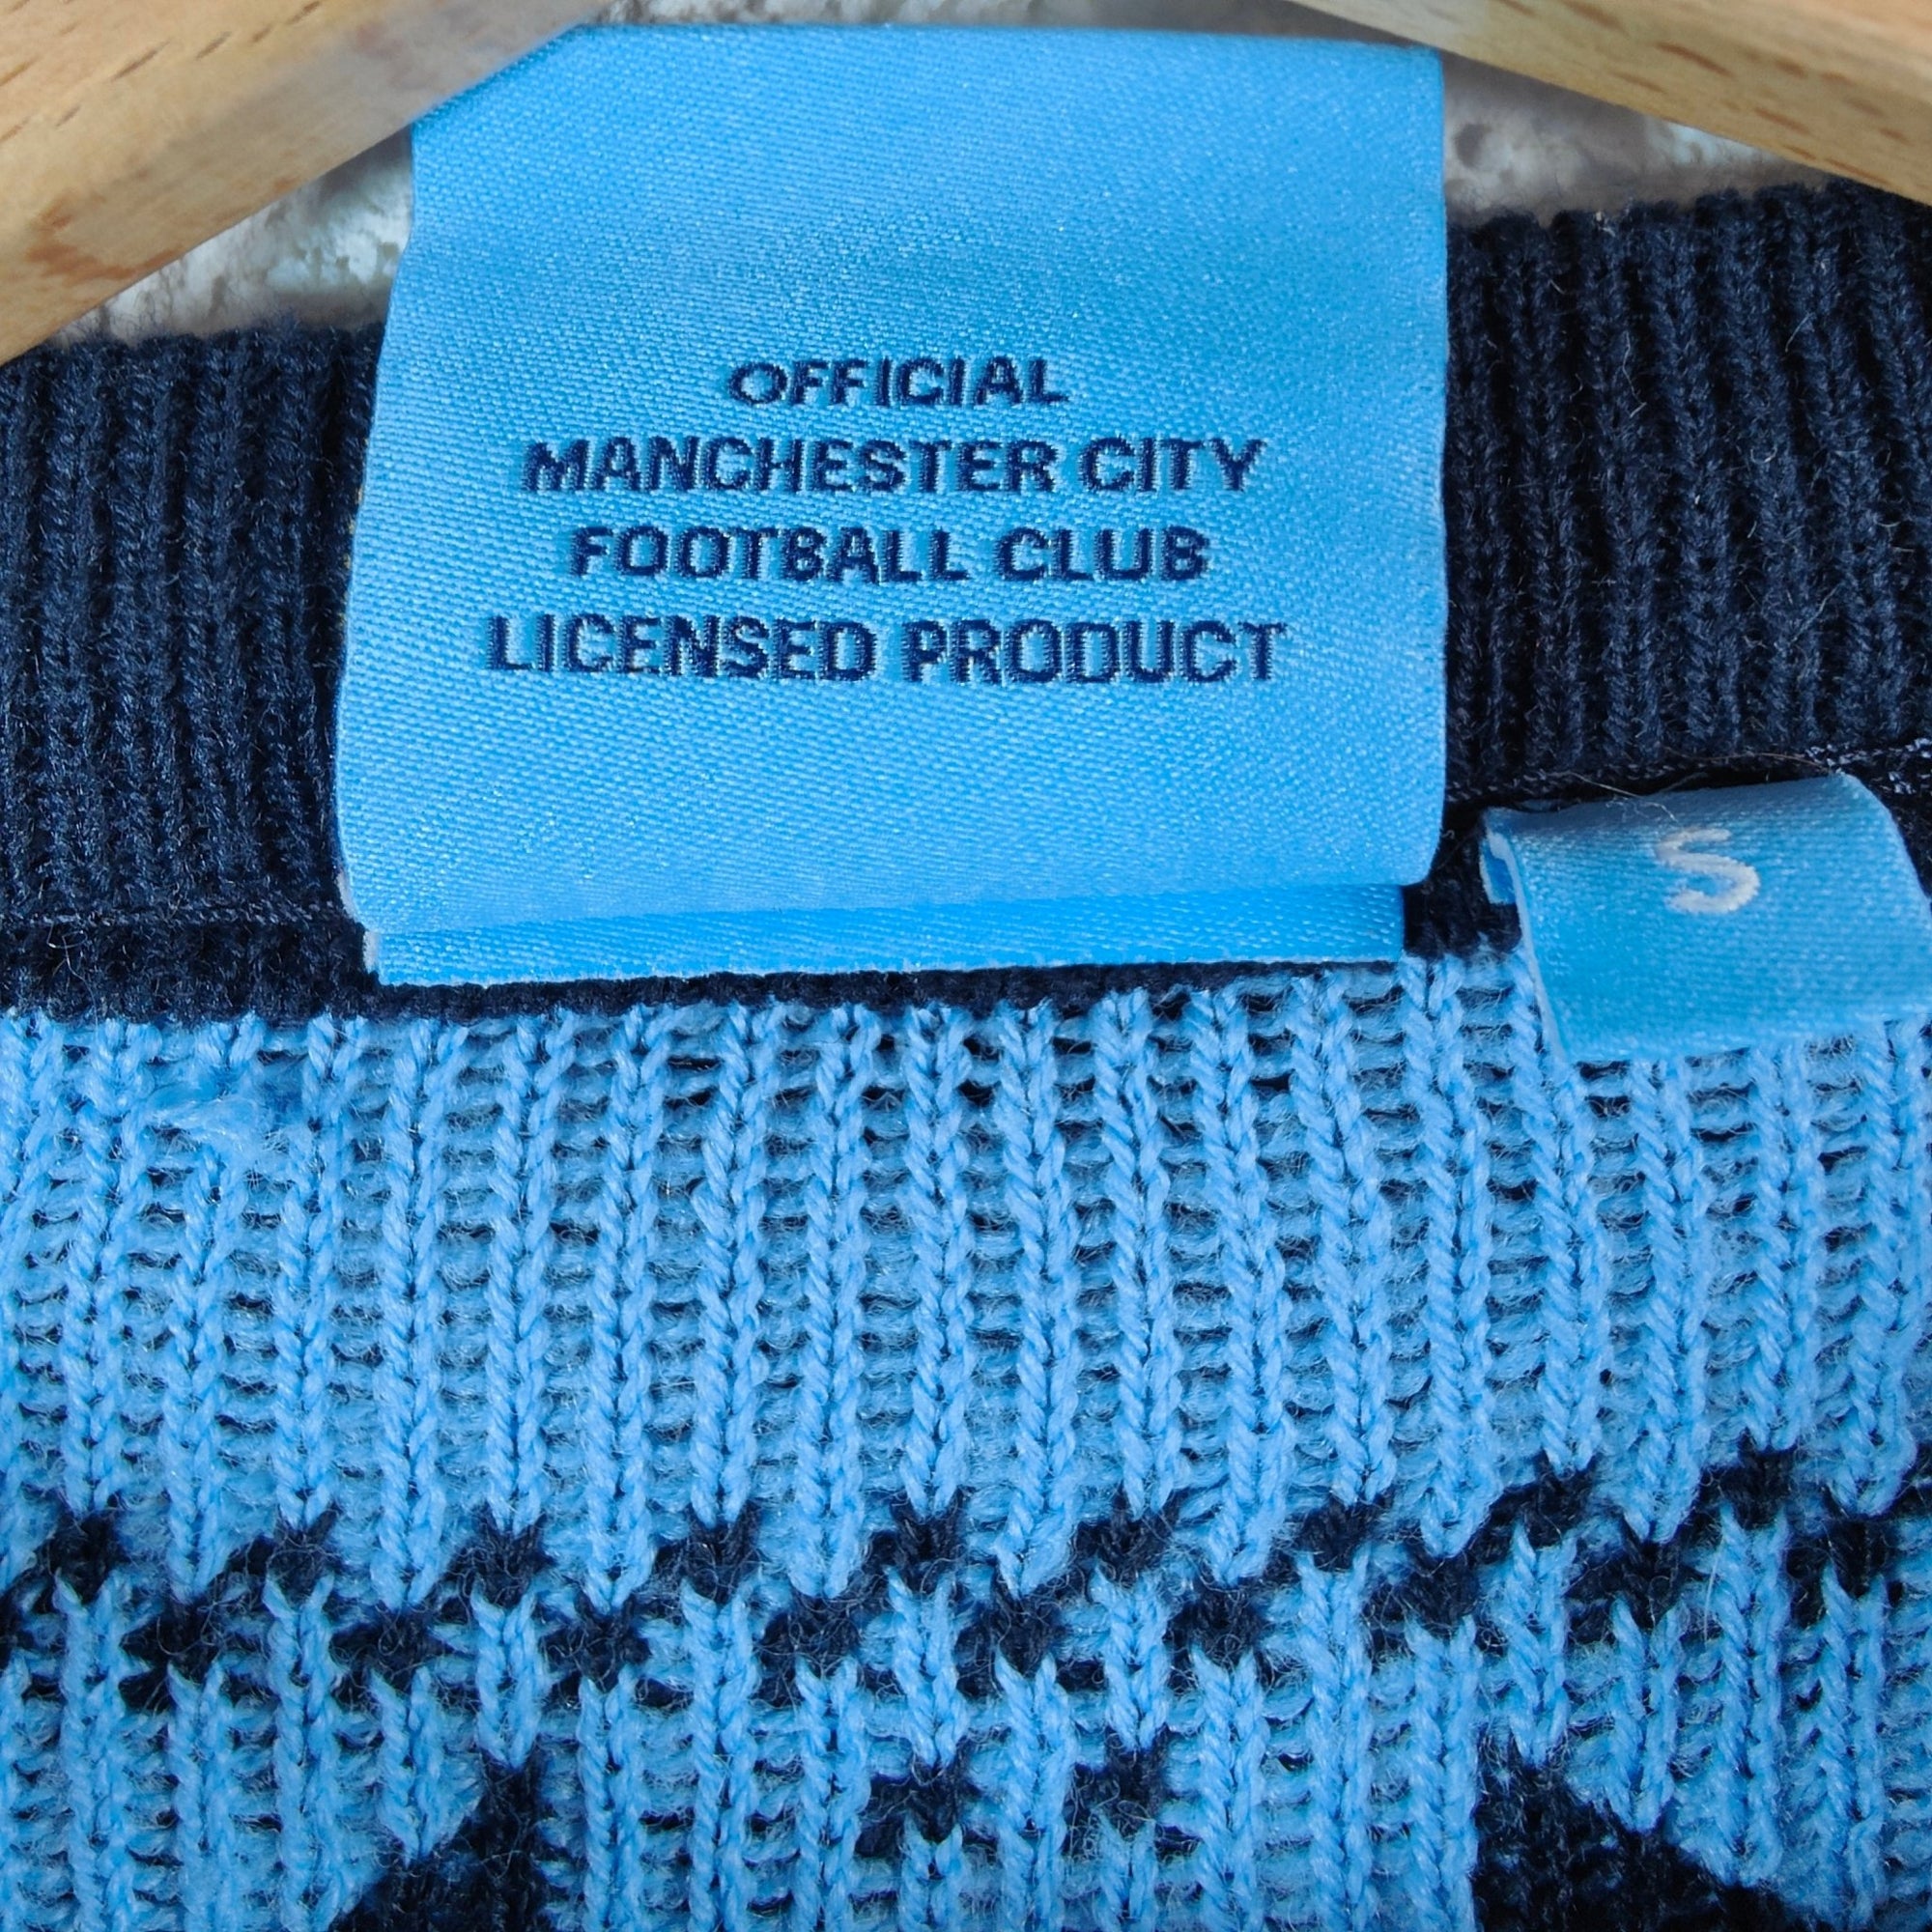 OFFICIAL
MANCHESTER CITY
FOOTBALL CLUB
LICENSED PRODUCT
S